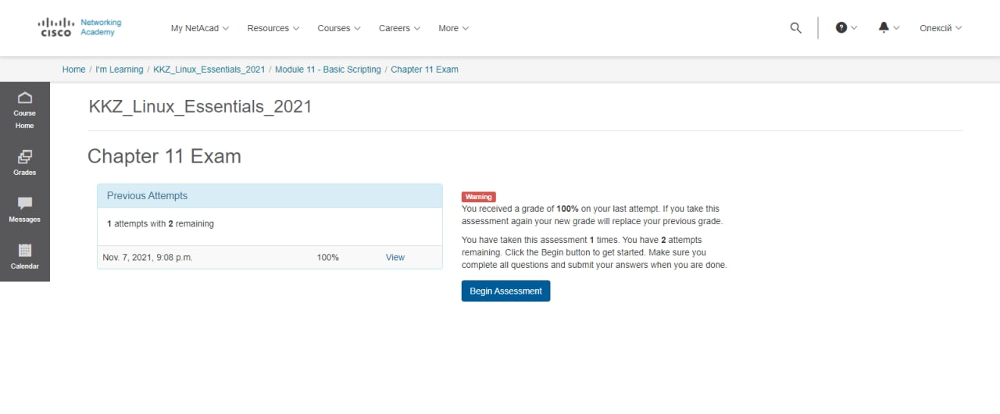 CISCO Networking Academy
My NetAcad Resources Courses Careers More ? Олексій
Home / I'm Learning / KKZ_Linux_Essentials_2021 / Module 11 - Basic Scripting / Chapter 11 Exam
Course
Home
Grades
Messages
Calendar
KKZ_Linux_Essentials_2021
Chapter 11 Exam
Previous Attempts
1 attempts with 2 remaining
Nov. 7, 2021, 9:08 p.m. 100% View
Warning
You received a grade of 100% on your last attempt. If you take this
assessment again your new grade will replace your previous grade.
You have taken this assessment 1 times. You have 2 attempts
remaining. Click the Begin button to get started. Make sure you
complete all questions and submit your answers when you are done.
Begin Assessment